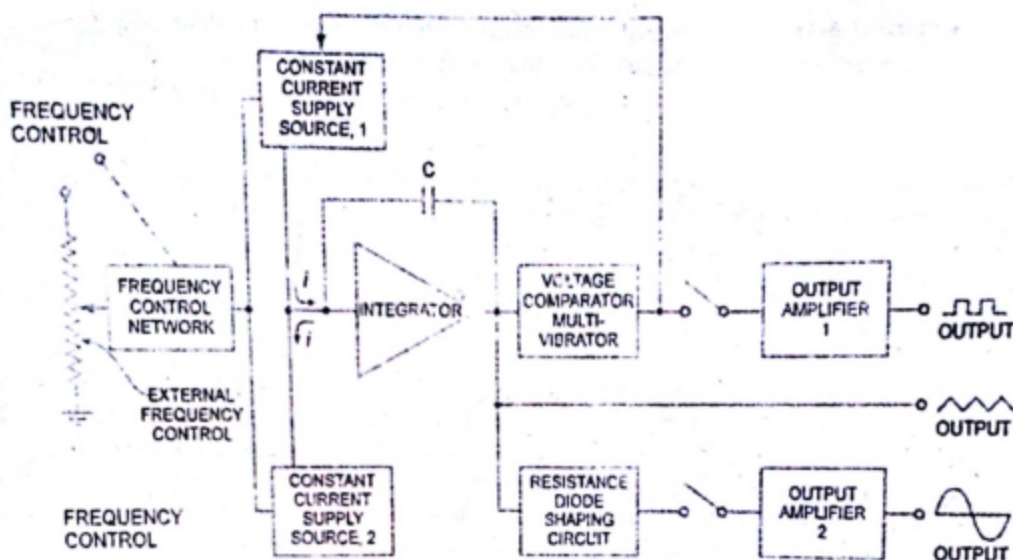 CONSTANT
CURRENT
SUPPLY
SOURCE, 1
FREQUENCY
CONTROL
C
FREQUENCY
CONTROL
NETWORK
i
i
INTEGRATOR
VOLTAGE
COMPARATOR
MULTI-
VIBRATOR
OUTPUT
AMPLIFIER
1
OUTPUT
EXTERNAL
FREQUENCY
CONTROL
OUTPUT
CONSTANT
CURRENT
SUPPLY
SOURCE, 2
RESISTANCE
DIODE
SHAPING
CIRCUIT
OUTPUT
AMPLIFIER
2
OUTPUT
FREQUENCY
CONTROL